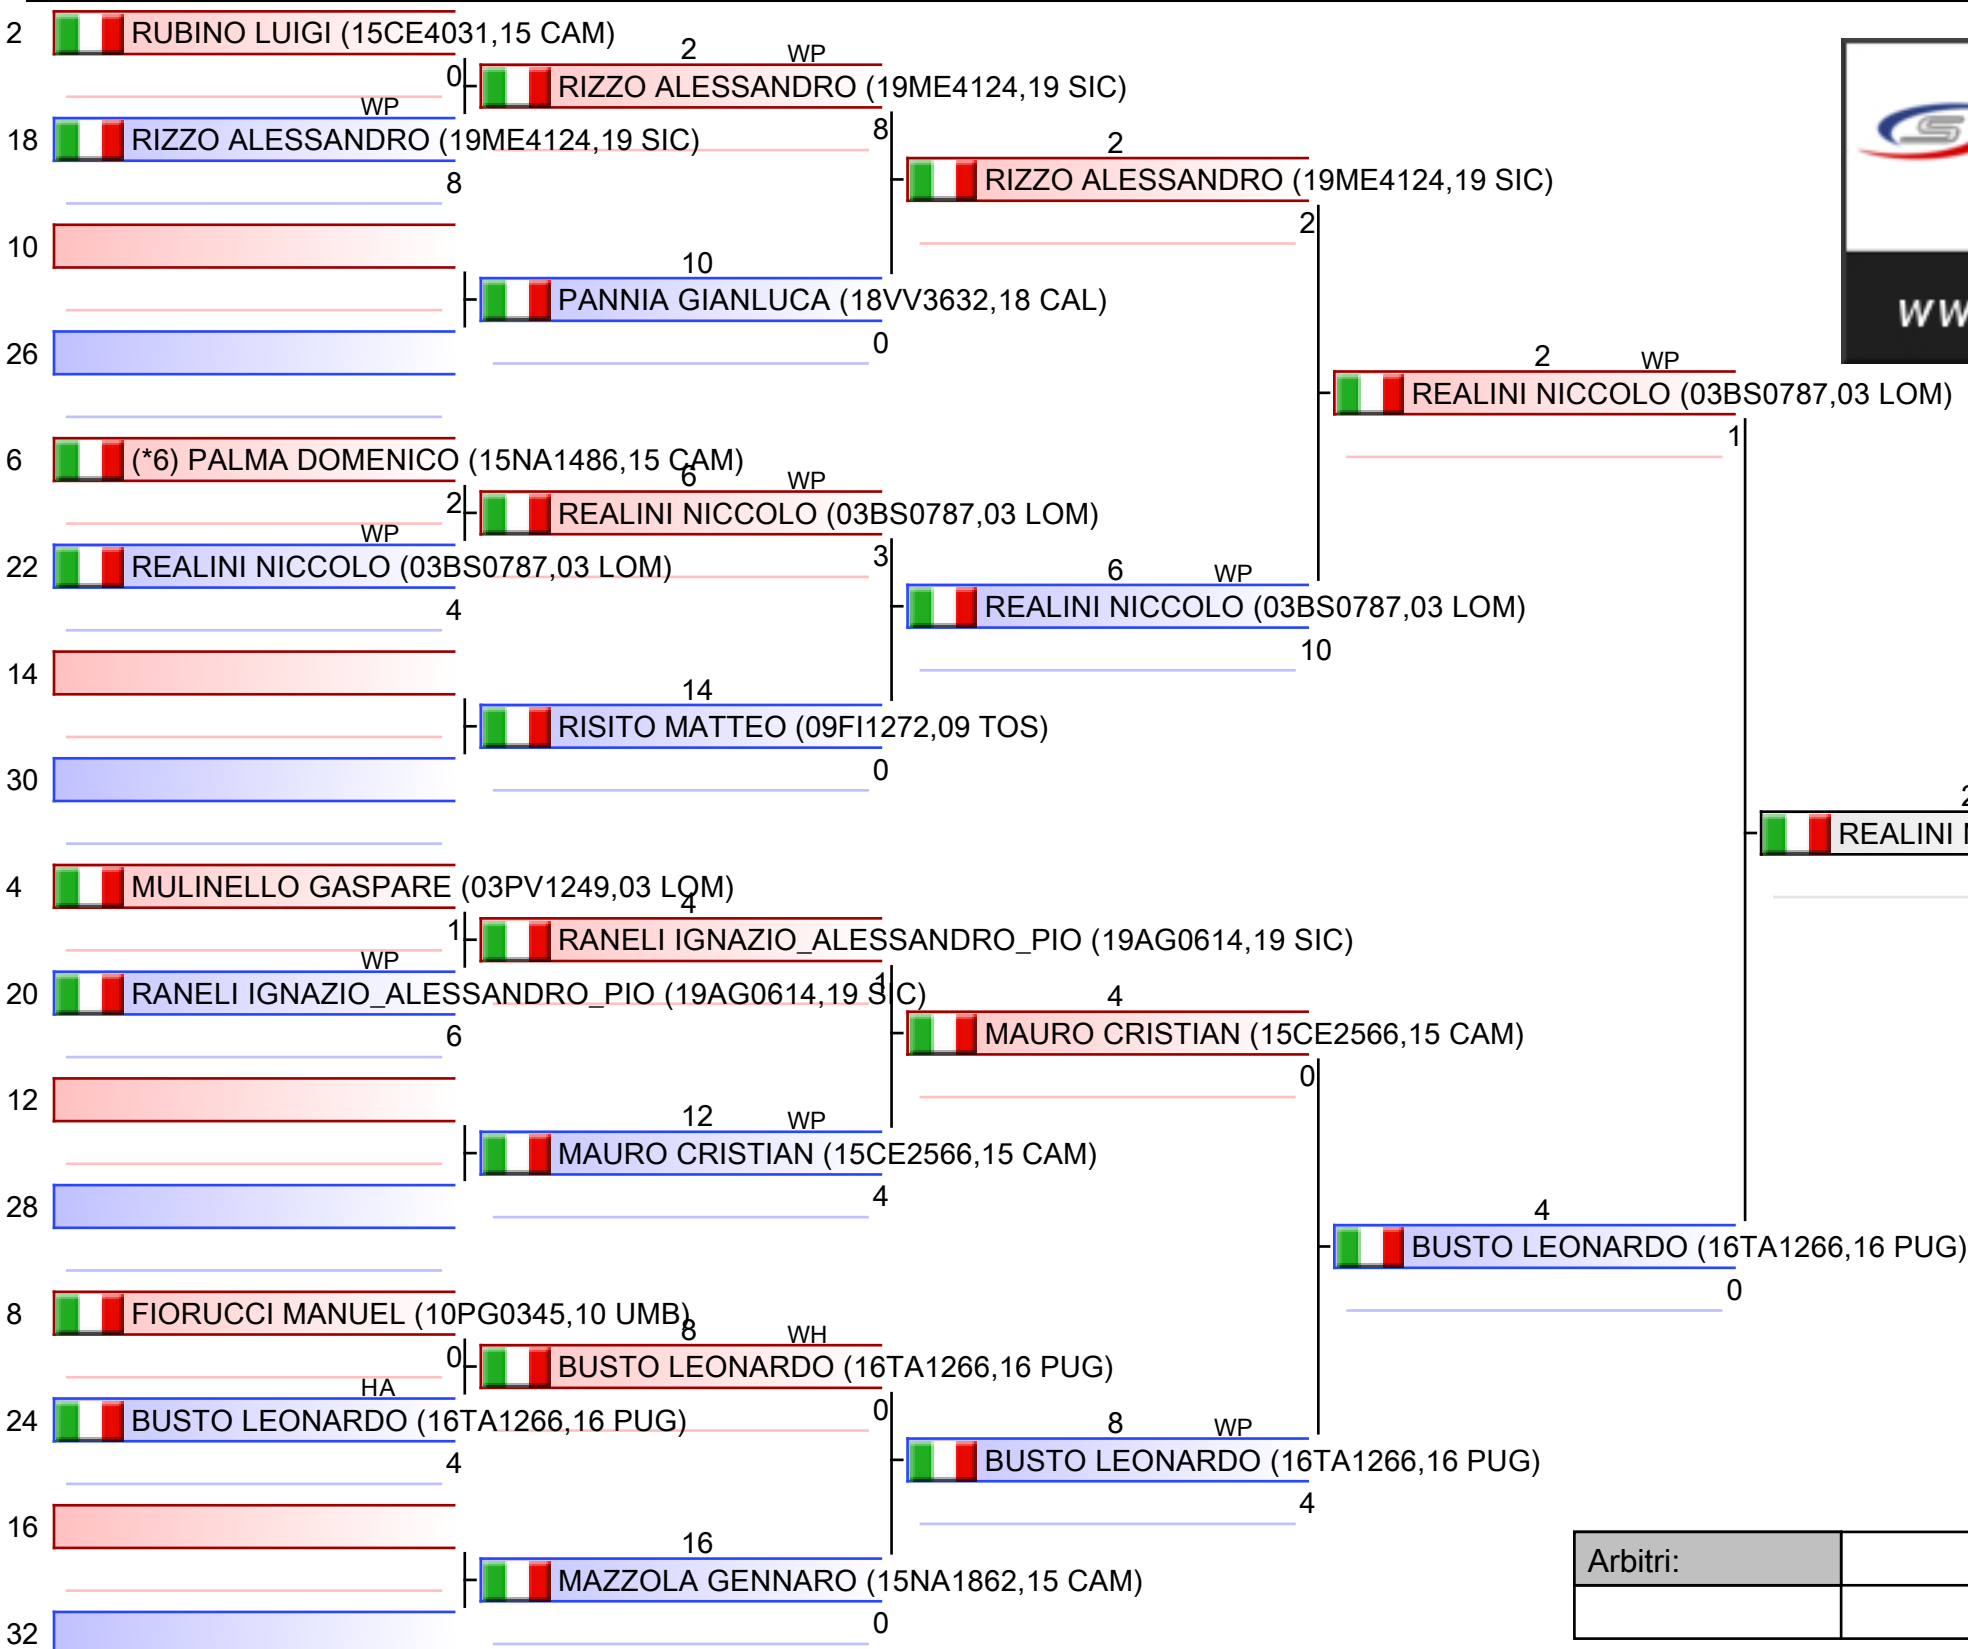 2 RUBINO LUIGI (15CE4031,15 CAM)
0
WP
18 RIZZO ALESSANDRO (19ME4124,19 SIC)
8
10
26
6 (*6) PALMA DOMENICO (15NA1486,15 CAM)
2
WP
22 REALINI NICCOLO (03BS0787,03 LOM)
4
14
30
4 MULINELLO GASPARE (03PV1249,03 LOM)
1
WP
20 RANELI IGNAZIO_ALESSANDRO_PIO (19AG0614,19 SIC)
6
12
28
8 FIORUCCI MANUEL (10PG0345,10 UMB)
0
HA
24 BUSTO LEONARDO (16TA1266,16 PUG)
4
16
32
2 WP
RIZZO ALESSANDRO (19ME4124,19 SIC)
8
10
PANNIA GIANLUCA (18VV3632,18 CAL)
0
6 WP
REALINI NICCOLO (03BS0787,03 LOM)
3
14
RISITO MATTEO (09FI1272,09 TOS)
0
4
RANELI IGNAZIO_ALESSANDRO_PIO (19AG0614,19 SIC)
1
12 WP
MAURO CRISTIAN (15CE2566,15 CAM)
4
8 WH
BUSTO LEONARDO (16TA1266,16 PUG)
0
16
MAZZOLA GENNARO (15NA1862,15 CAM)
0
2
RIZZO ALESSANDRO (19ME4124,19 SIC)
2
6 WP
REALINI NICCOLO (03BS0787,03 LOM)
10
4
MAURO CRISTIAN (15CE2566,15 CAM)
0
8 WP
BUSTO LEONARDO (16TA1266,16 PUG)
4
2 WP
REALINI NICCOLO (03BS0787,03 LOM)
1
4
BUSTO LEONARDO (16TA1266,16 PUG)
0
REALINI
S
Arbitri: